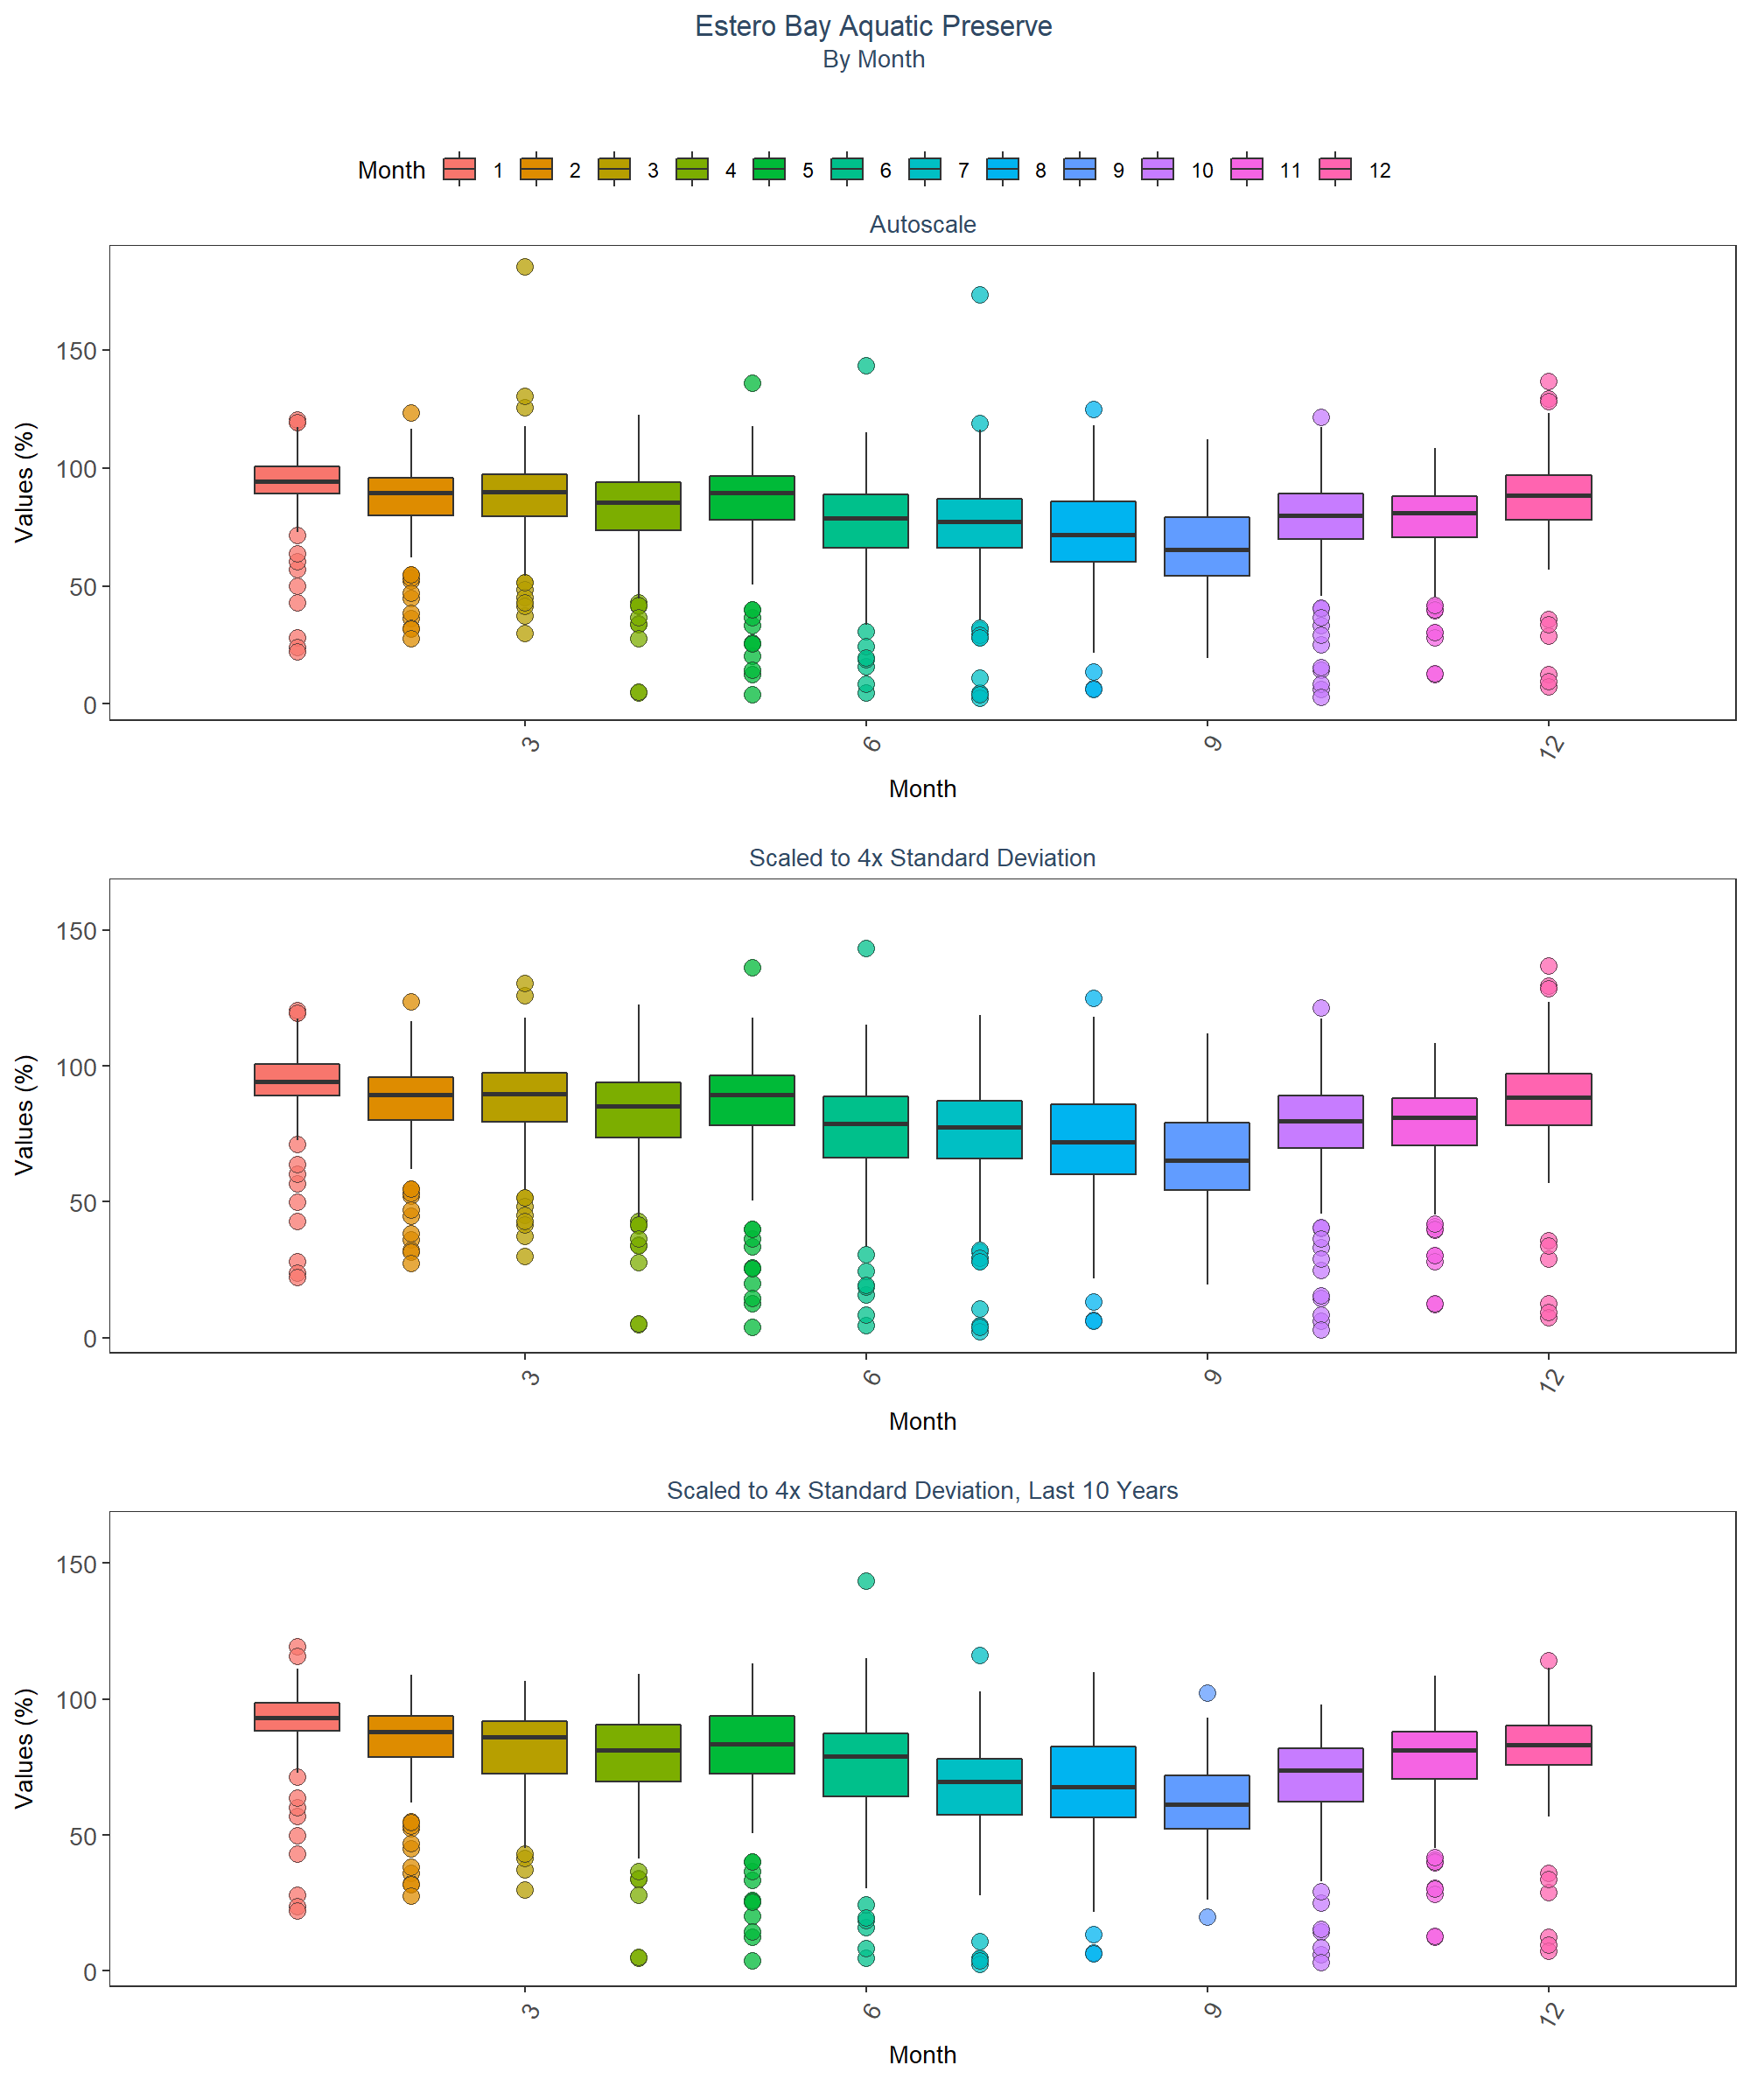 Estero Bay Aquatic Preserve
By Month
Month 1 2 3 4 5 6 7 8 9 10 11 12
Autoscale
Values (%)
150
100
50
0
3 6 9 12
Month
Scaled to 4x Standard Deviation
Values (%)
150
100
50
0
3 6 9 12
Month
Scaled to 4x Standard Deviation, Last 10 Years
Values (%)
150
100
50
0
3 6 9 12
Month